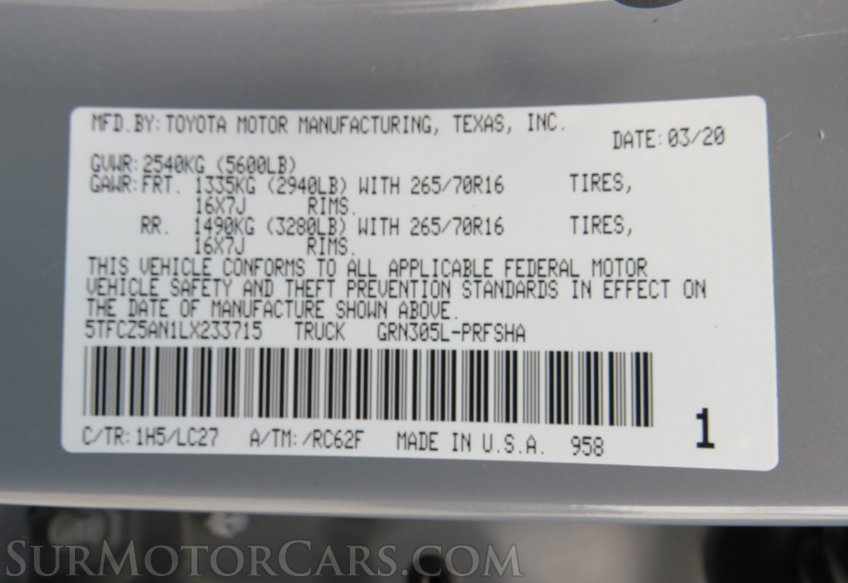 MFD.BY: TOYOTA MOTOR MANUFACTURING, TEXAS, INC.
DATE: 03/20
GVWR: 2540KG (5600LB)
GAWR: FRT. 1335KG (2940LB) WITH 265/70R16 TIRES,
16X7J RIMS.
RR. 1490KG (3280LB) WITH 265/70R16 TIRES,
16X7J RIMS.
THIS VEHICLE CONFORMS TO ALL APPLICABLE FEDERAL MOTOR
VEHICLE SAFETY AND THEFT PREVENTION STANDARDS IN EFFECT ON
THE DATE OF MANUFACTURE SHOWN ABOVE.
5TFCZ5AN1LX233715 TRUCK GRN305L-PRFSHA
C/TR: 1H5/LC27 A/TM: /RC62F MADE IN U.S.A. 958 1
SURMOTORCARS.COM